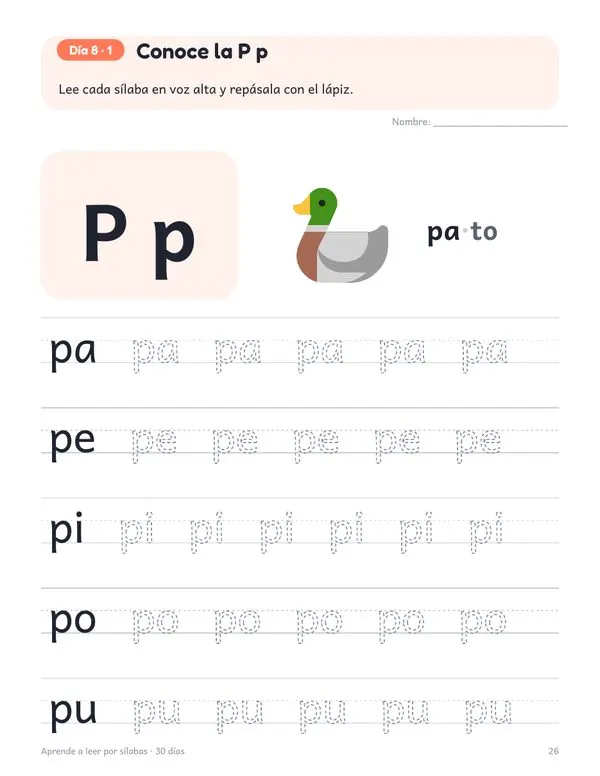 Día 8 · 1 Conoce la P p
Lee cada sílaba en voz alta y repásala con el lápiz.
Nombre: ____________________
P p
pa·to
pa pa pa pa pa pa
pe pe pe pe pe pe
pi pi pi pi pi pi pi
po po po po po po
pu pu pu pu pu pu
Aprende a leer por sílabas · 30 días 26